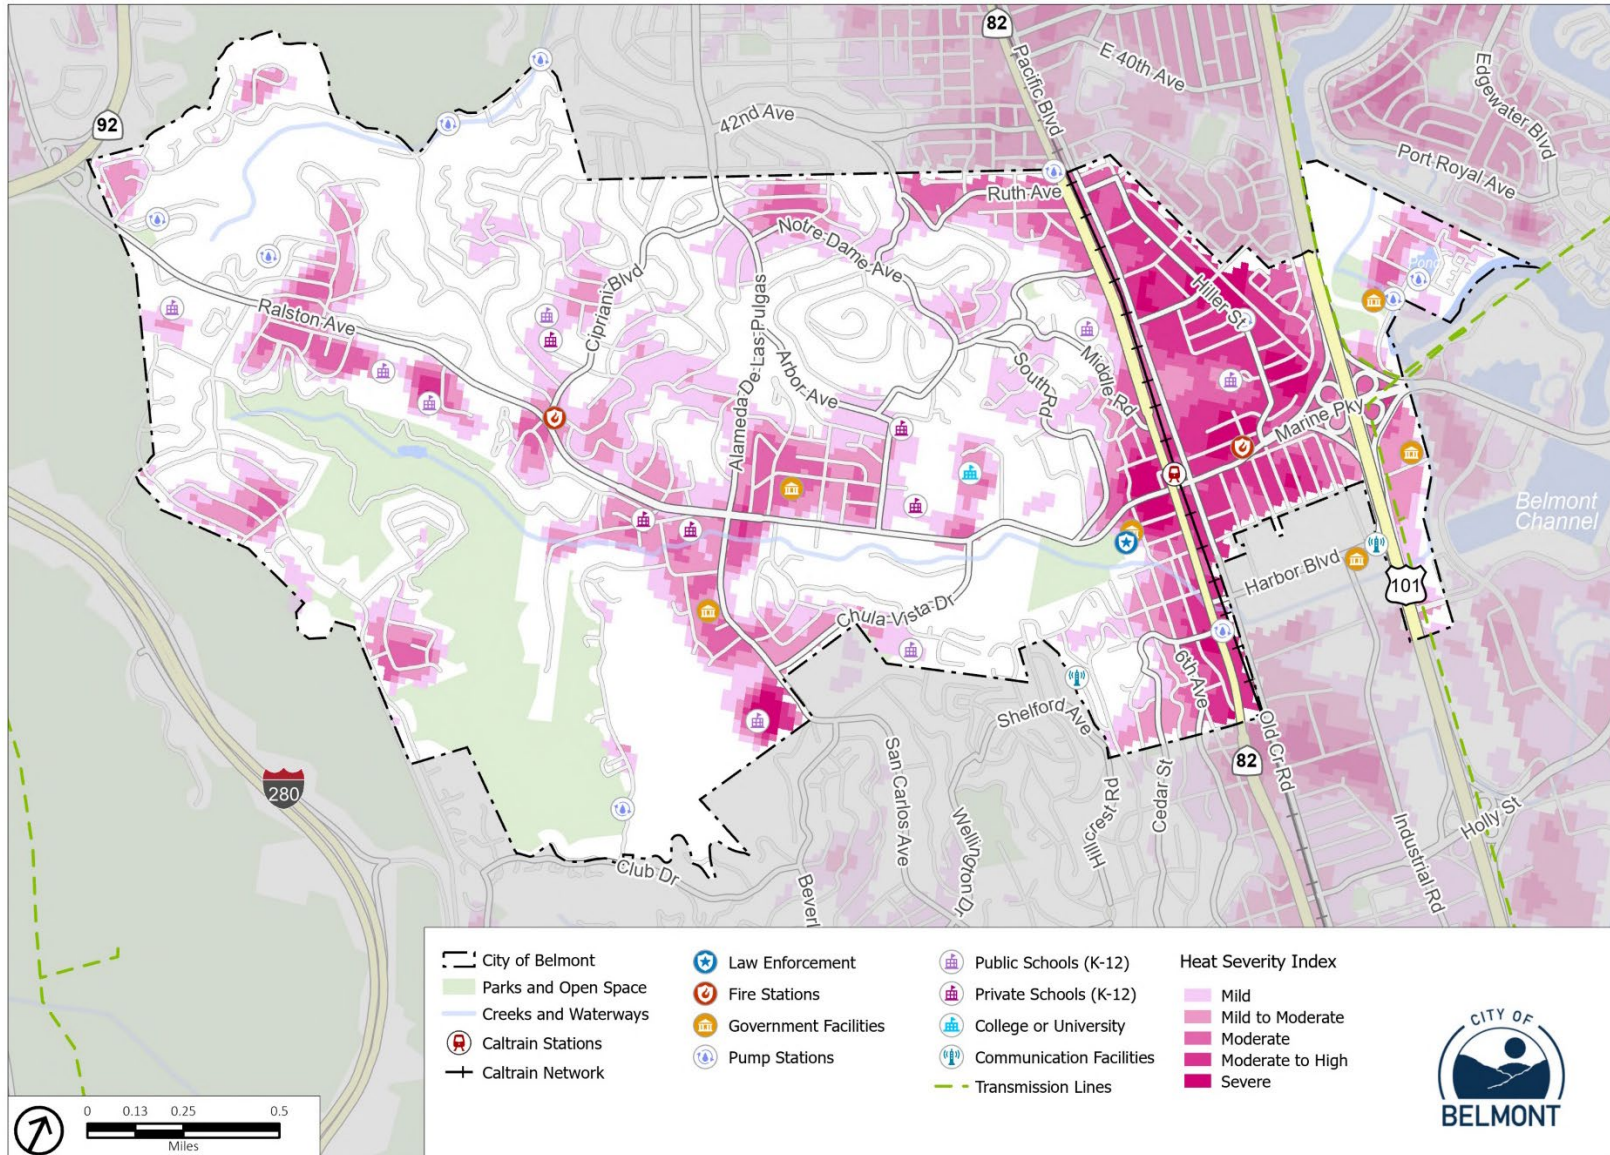 82
92
Pacific Blvd
E 40th Ave
Edgewater Blvd
42nd Ave
Port Royal Ave
Ruth Ave
Notre Dame Ave
Pond
Cipriani Blvd
Hiller St
Ralston Ave
Alameda De Las Pulgas
Arbor Ave
South Rd
Middle Rd
Marine Pky
Belmont
Channel
Harbor Blvd
101
Chula Vista Dr
6th Ave
Shelford Ave
Old Cr Rd
82
280
San Carlos Ave
Wellington Dr
Hillcrest Rd
Cedar St
Industrial Rd
Holly St
Club Dr
Beverl
City of Belmont
Parks and Open Space
Creeks and Waterways
Caltrain Stations
Caltrain Network
Law Enforcement
Fire Stations
Government Facilities
Pump Stations
Public Schools (K-12)
Private Schools (K-12)
College or University
Communication Facilities
Transmission Lines
Heat Severity Index
Mild
Mild to Moderate
Moderate
Moderate to High
Severe
CITY OF
BELMONT
0 0.13 0.25 0.5
Miles